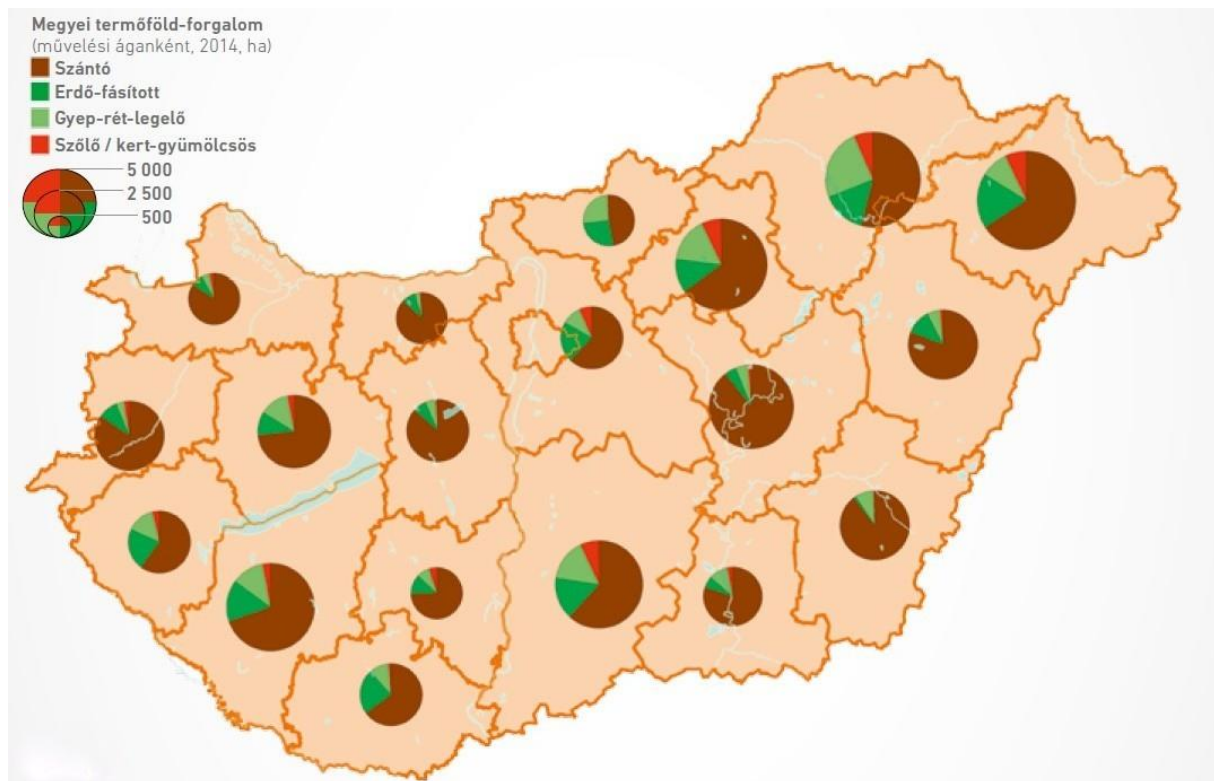 Megyei termőföld-forgalom
(művelési áganként, 2014, ha)
Szántó
Erdő-fásított
Gyep-rét-legelő
Szőlő / kert-gyümölcsös
5 000
2 500
500